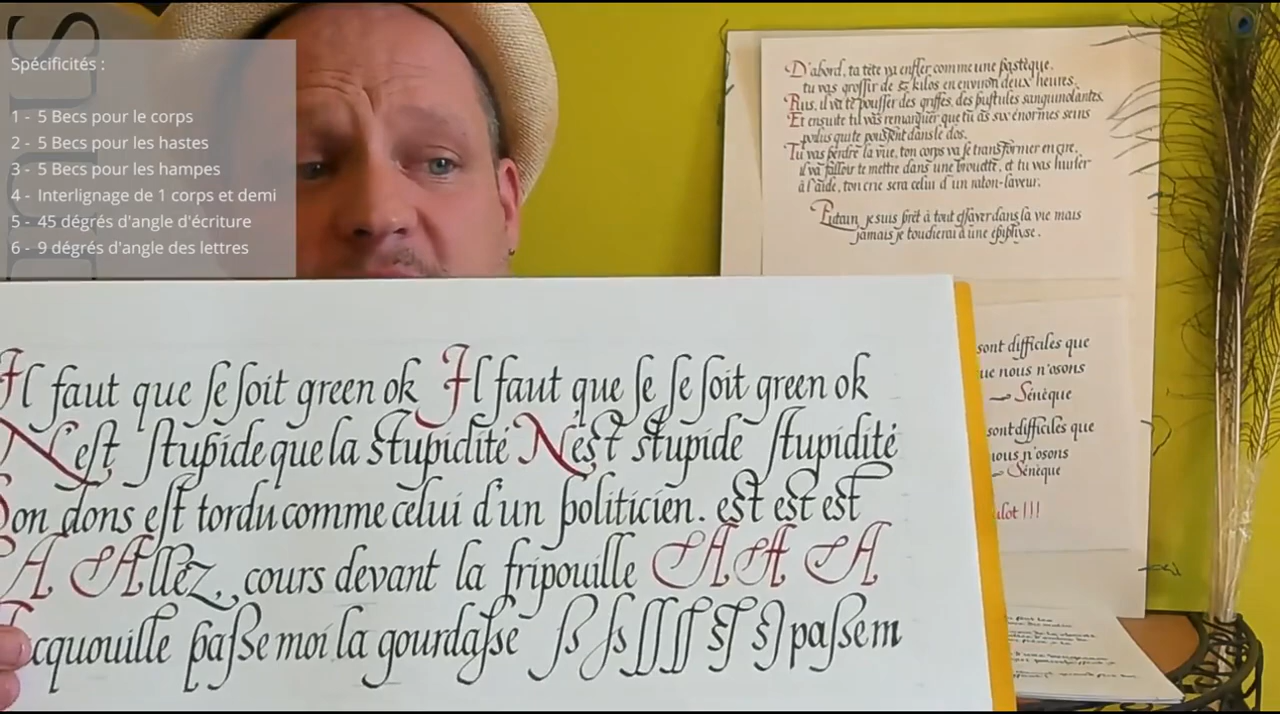 Spécificités :
1 - 5 Becs pour le corps
2 - 5 Becs pour les hastes
3 - 5 Becs pour les hampes
4 - Interlignage de 1 corps et demi
5 - 45 dégrés d'angle d'écriture
6 - 9 dégrés d'angle des lettres
D'abord, ta tête va enfler comme une pastèque,
tu vas grossir de kilos en environ deux heures,
Puis, il va te pousser des griffes, des pustules sanguinolantes.
Et ensuite tu vas remarquer que tu as six énormes seins
poilus qui te poussent dans le dos.
Tu vas perdre la vue, ton corps va se transformer en
il va falloir te mettre dans une brouette, et tu vas hurler
à l'aide, ton crie sera celui d'un raton-laveur.
Putain, je suis prêt à tout essayer dans la vie mais
jamais je toucherai à une
sont difficiles que
ue nous n'osons
Sénèque
sont difficiles que
nous n'osons
Sénèque
ulot !!!
Il faut que ſe ſoit green ok Il faut que ſe ſe ſoit green ok
N'eſt ſtupide que la stupidité N'est stupide ſtupidité
on dons eſt tordu comme celui d'un politicien. est est est
A Allez, cours devant la fripouille A A A
cquouille paſse moi la gourdaſse ſs ſs ſſ ſſ paſsem